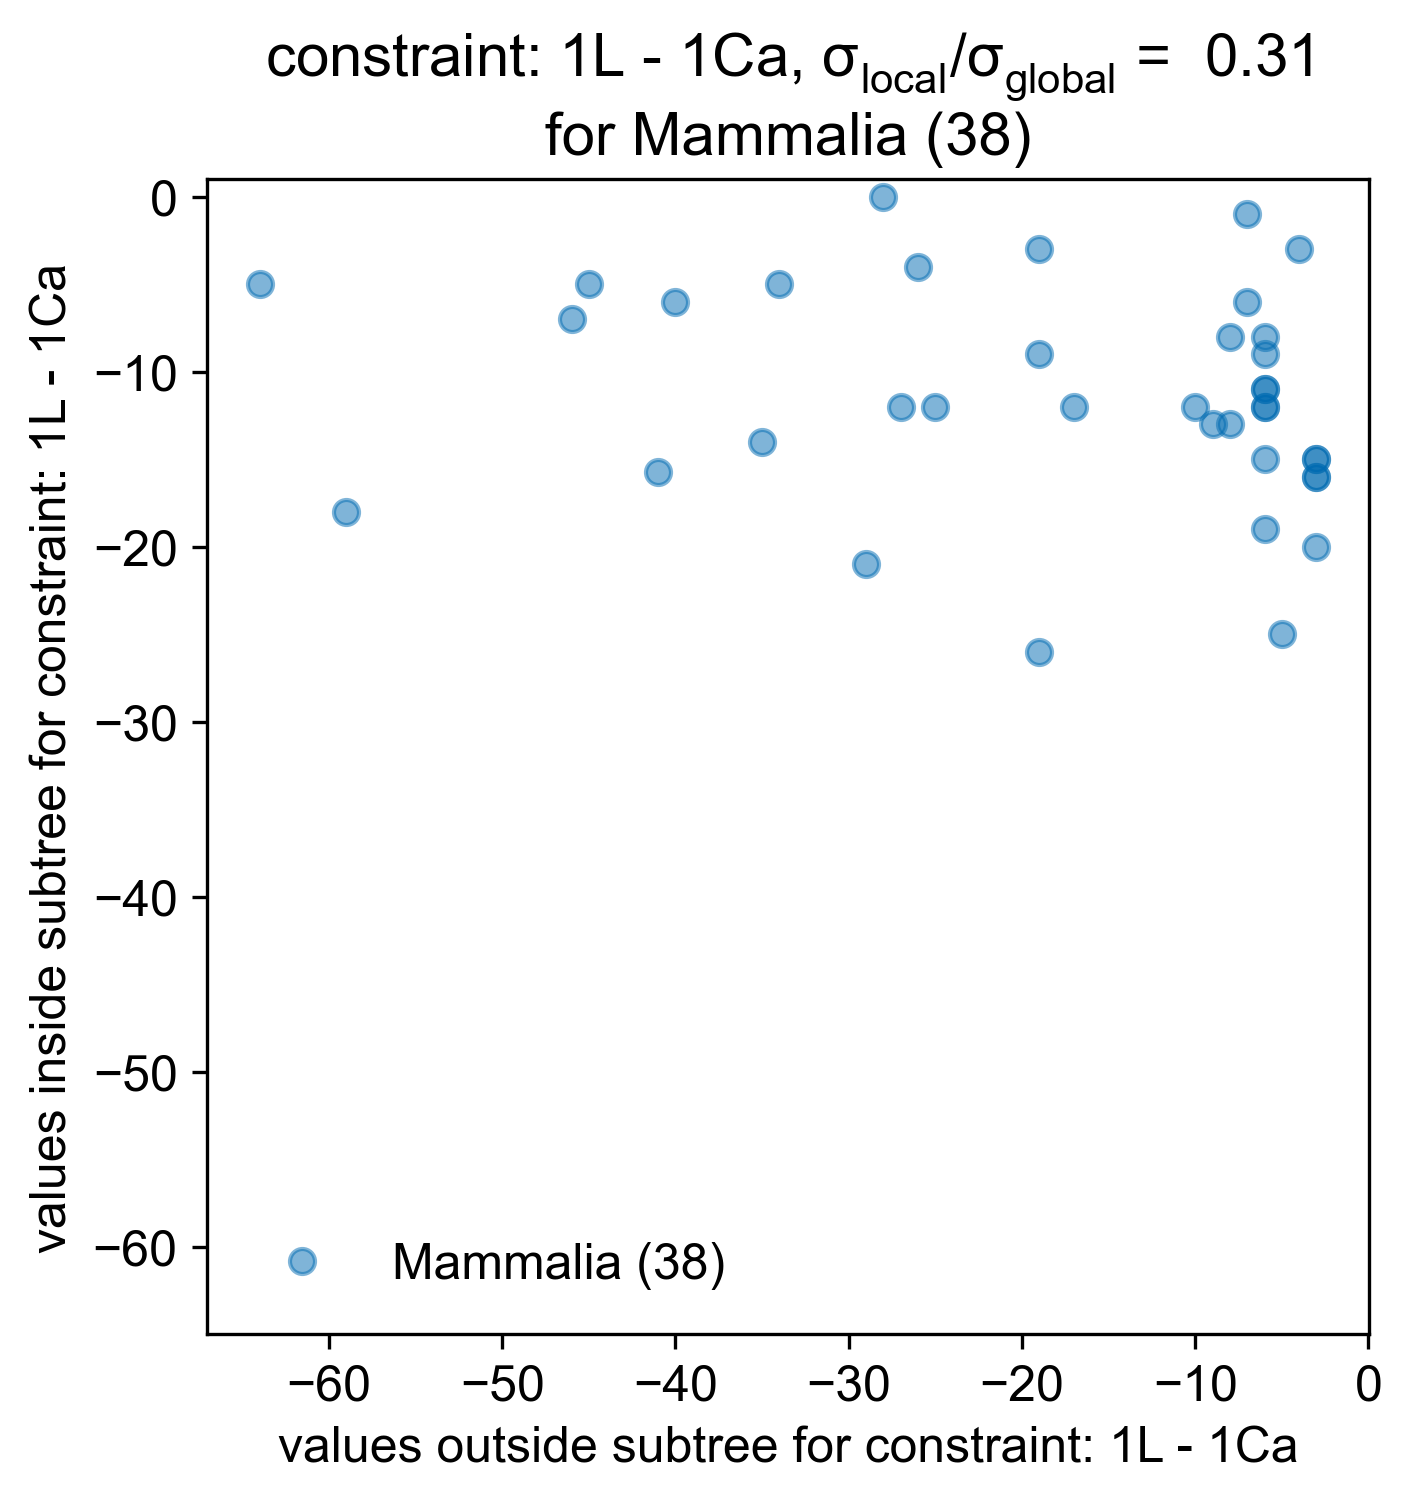 constraint: 1L - 1Ca, σlocal/σglobal = 0.31
for Mammalia (38)
0
−10
−20
−30
−40
−50
−60
values inside subtree for constraint: 1L - 1Ca
Mammalia (38)
−60
−50
−40
−30
−20
−10
0
values outside subtree for constraint: 1L - 1Ca